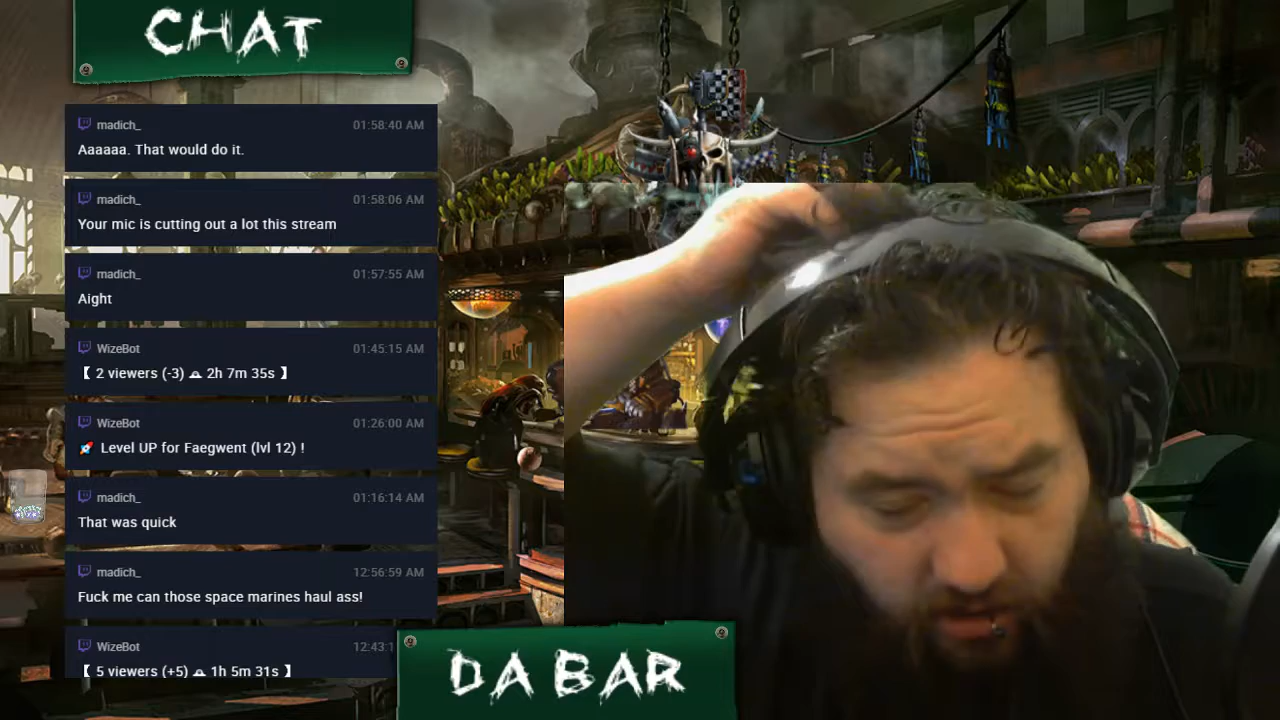 CHAT
madich_ 01:58:40 AM
Aaaaaa. That would do it.
madich_ 01:58:06 AM
Your mic is cutting out a lot this stream
madich_ 01:57:55 AM
Aight
WizeBot 01:45:15 AM
【 2 viewers (-3) 🕰 2h 7m 35s 】
WizeBot 01:26:00 AM
🚀 Level UP for Faegwent (lvl 12) !
madich_ 01:16:14 AM
That was quick
madich_ 12:56:59 AM
Fuck me can those space marines haul ass!
WizeBot 12:43:1
【 5 viewers (+5) 🕰 1h 5m 31s 】
DA BAR